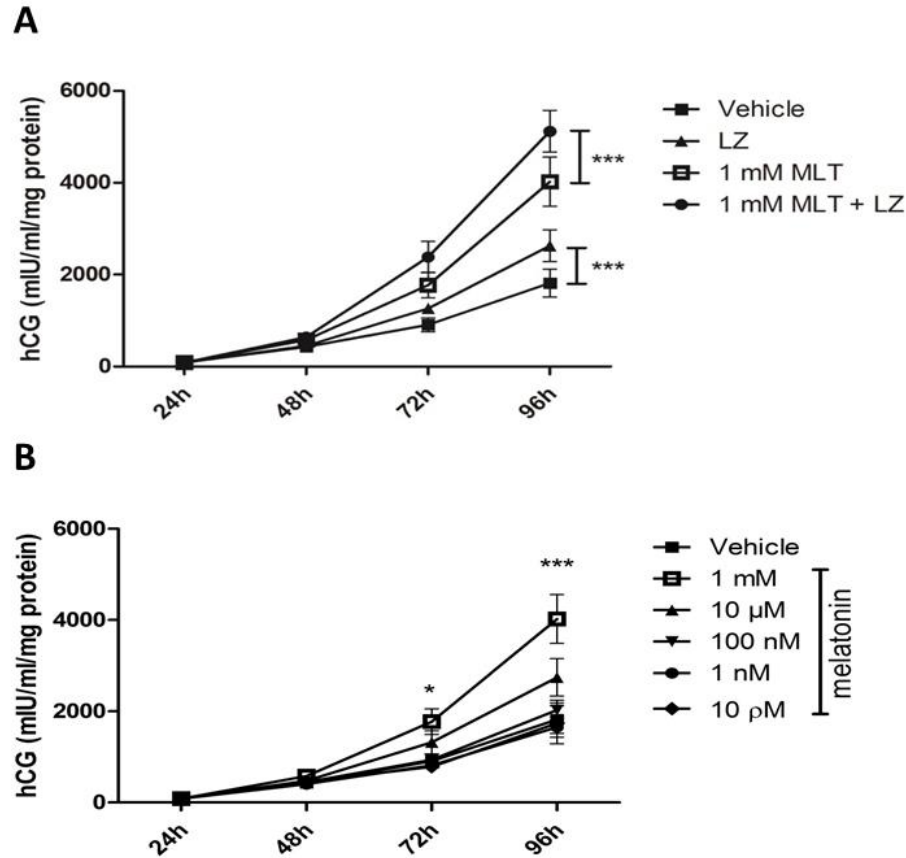 A
hCG (mIU/ml/mg protein)
6000
4000
2000
0
24h
48h
72h
96h
***
***
Vehicle
LZ
1 mM MLT
1 mM MLT + LZ
B
hCG (mIU/ml/mg protein)
6000
4000
2000
0
24h
48h
72h
96h
*
***
Vehicle
1 mM
10 µM
100 nM
1 nM
10 ρM
melatonin